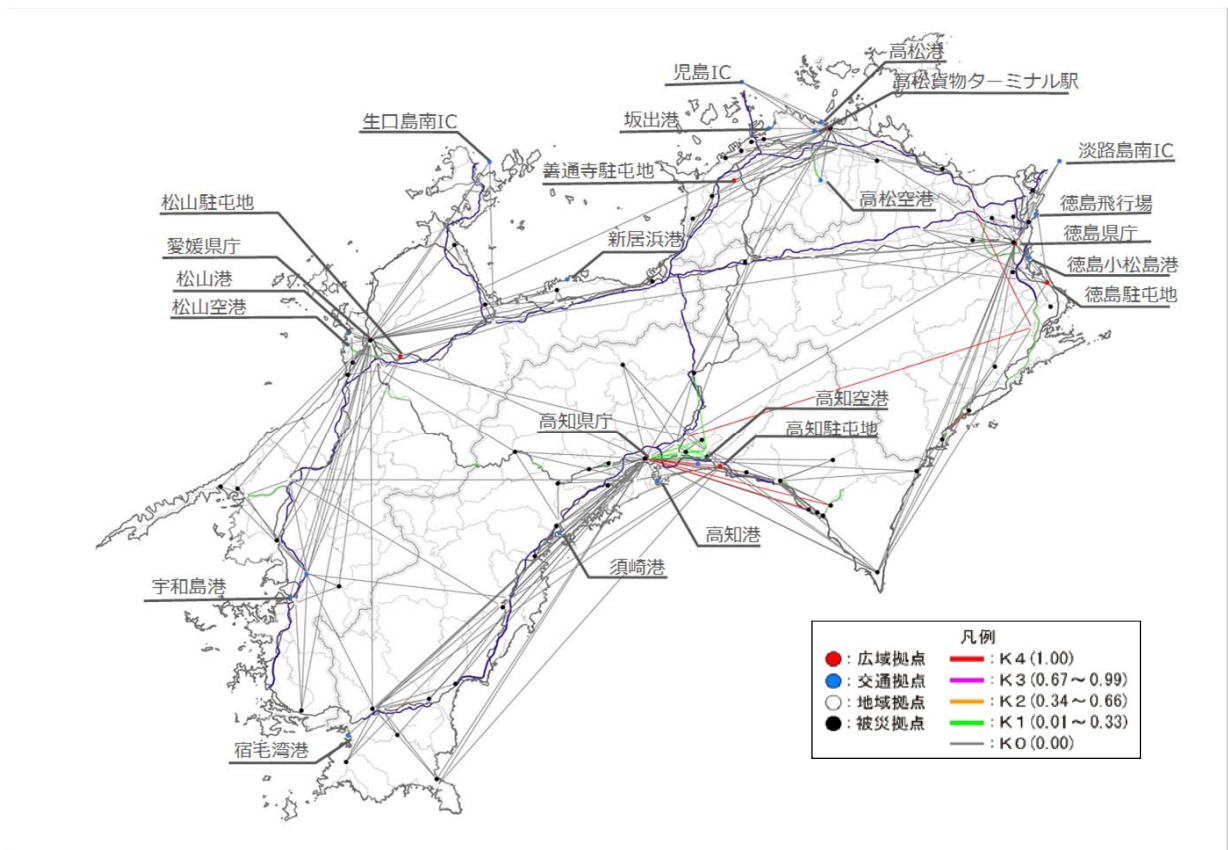 高松港
児島IC
高松貨物ターミナル駅
坂出港
生口島南IC
淡路島南IC
善通寺駐屯地
高松空港
松山駐屯地
徳島飛行場
愛媛県庁
新居浜港
徳島県庁
松山港
徳島小松島港
松山空港
徳島駐屯地
高知空港
高知県庁
高知駐屯地
高知港
須崎港
宇和島港
宿毛湾港
凡例
：広域拠点
：K4(1.00)
：交通拠点
：K3(0.67～0.99)
：地域拠点
：K2(0.34～0.66)
：被災拠点
：K1(0.01～0.33)
：K0(0.00)